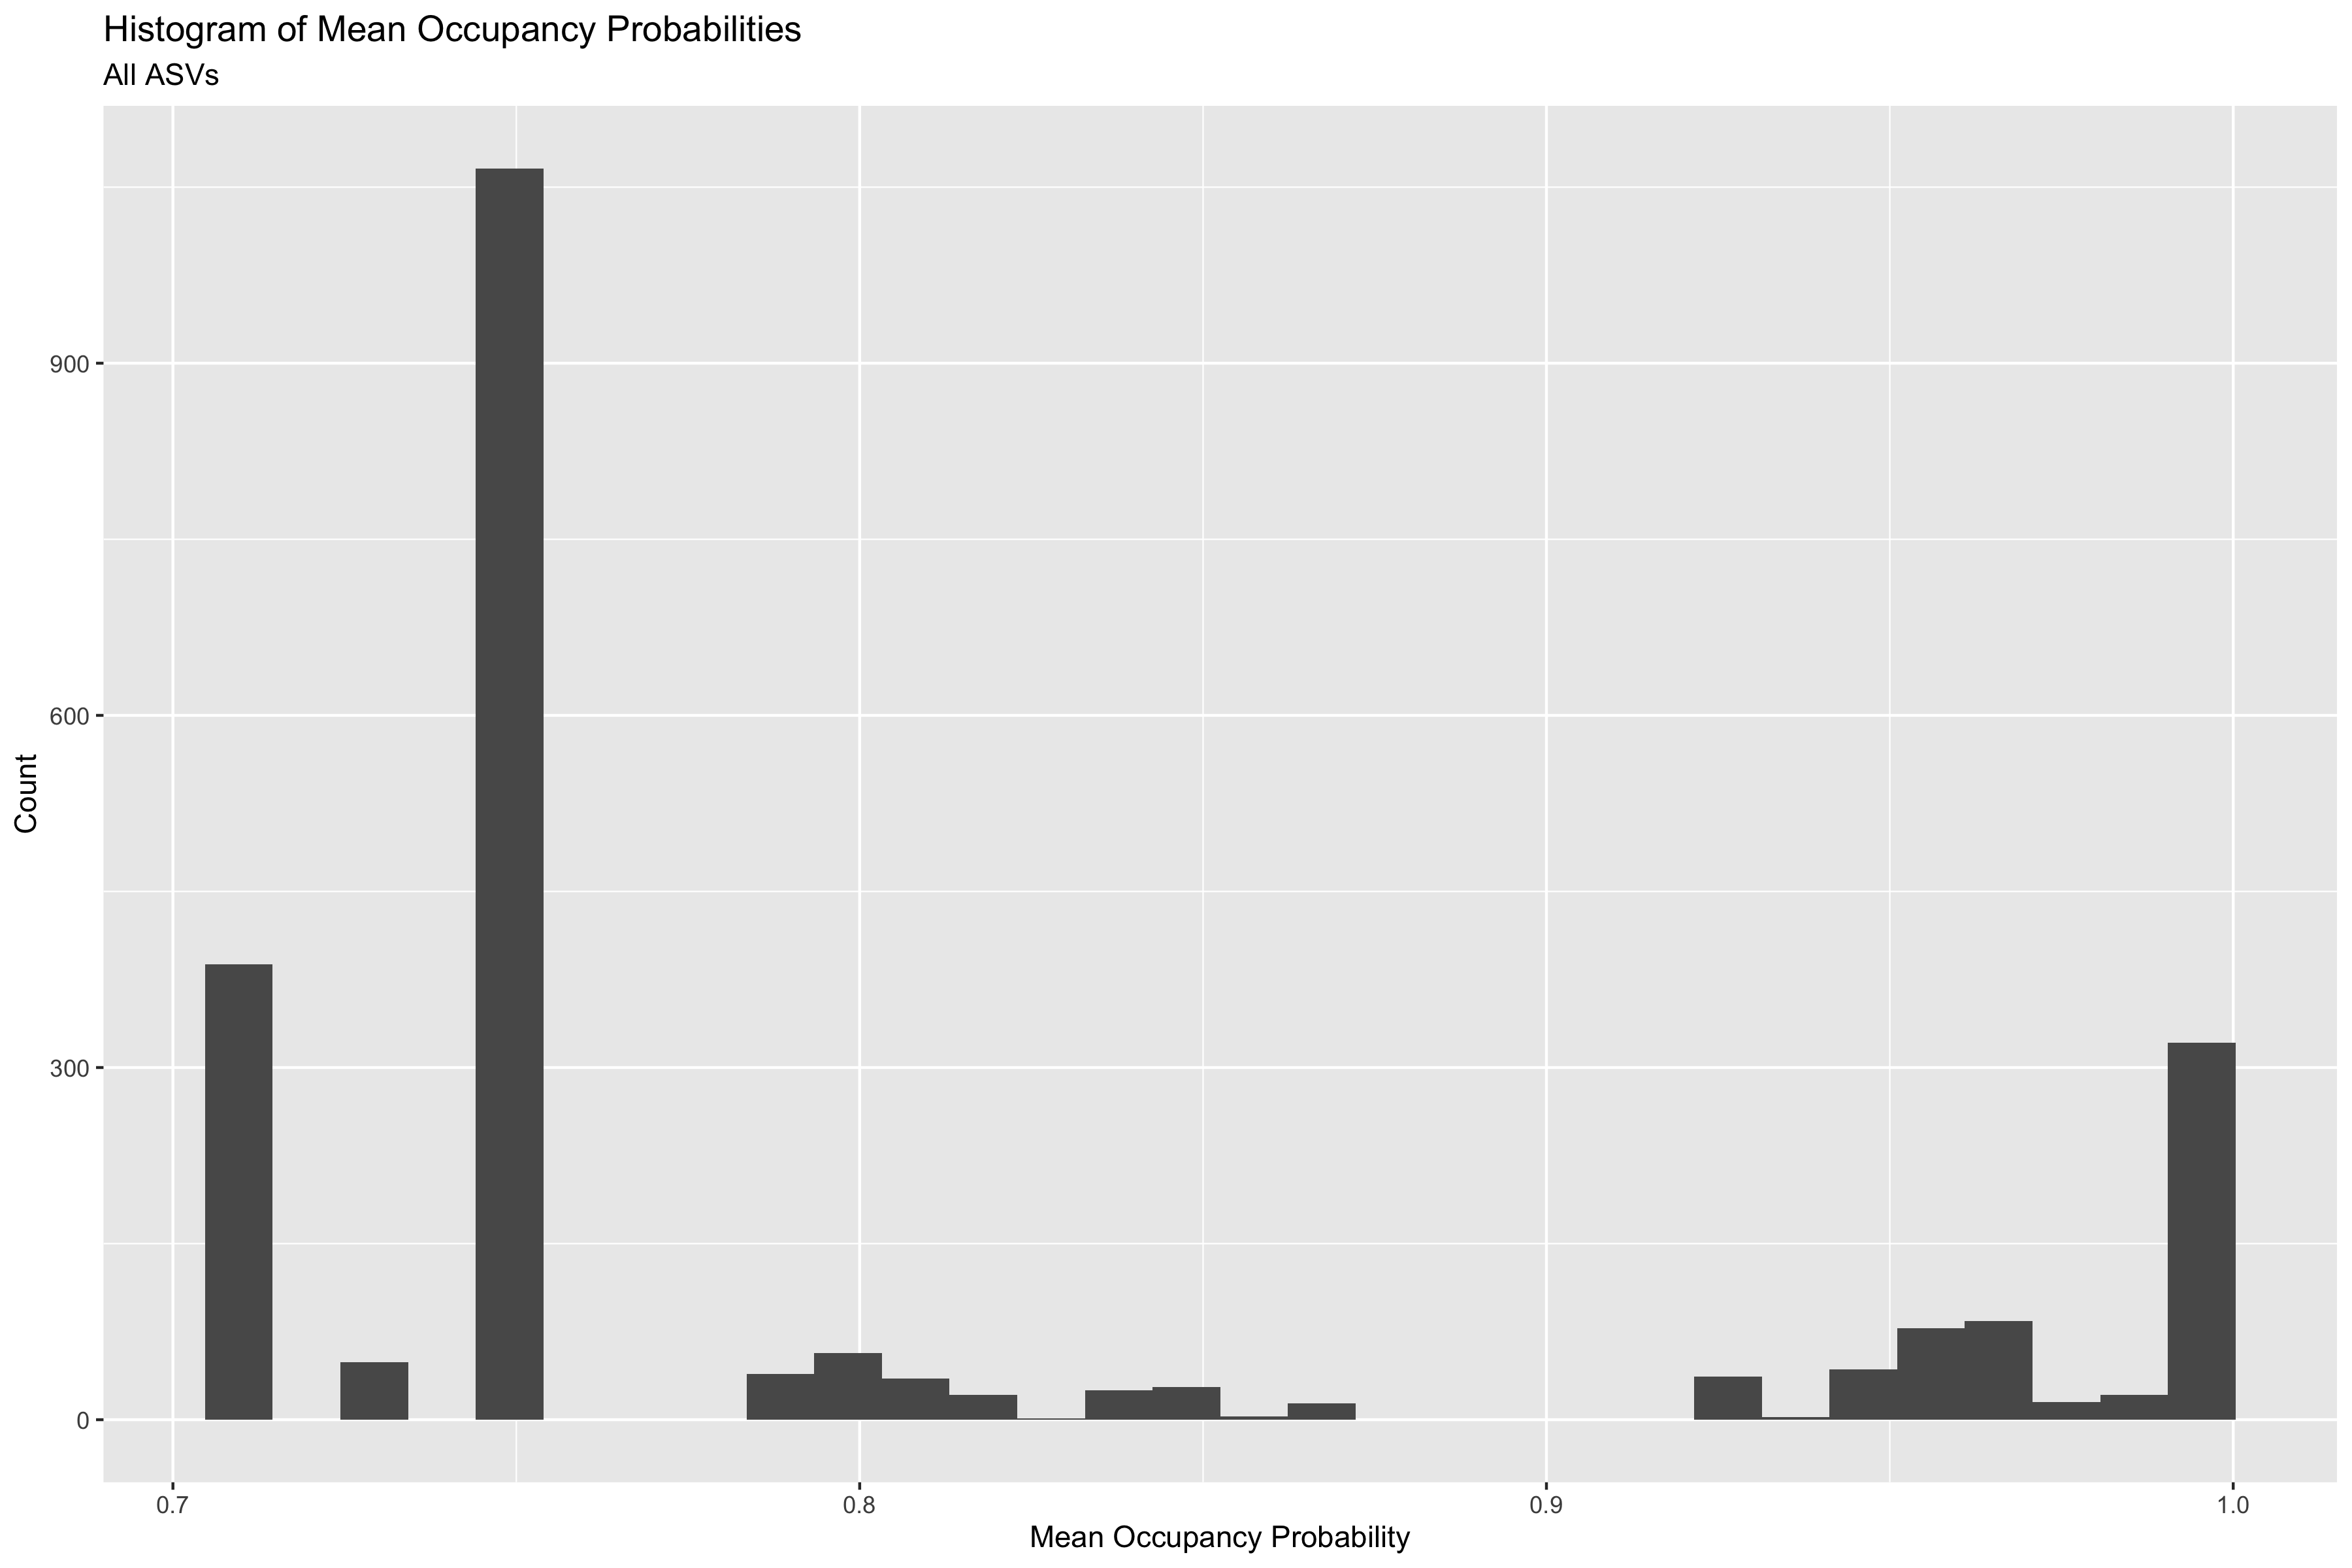 Histogram of Mean Occupancy Probabilities
All ASVs
900
600
300
0
Count
0.7
0.8
0.9
1.0
Mean Occupancy Probability